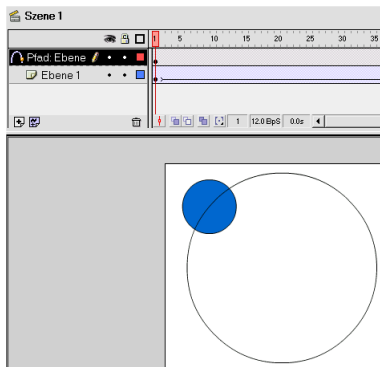 Szene 1
1 5 10 15 20 25 30 35
Pfad: Ebene
Ebene 1
1 12.0 BpS 0.0s